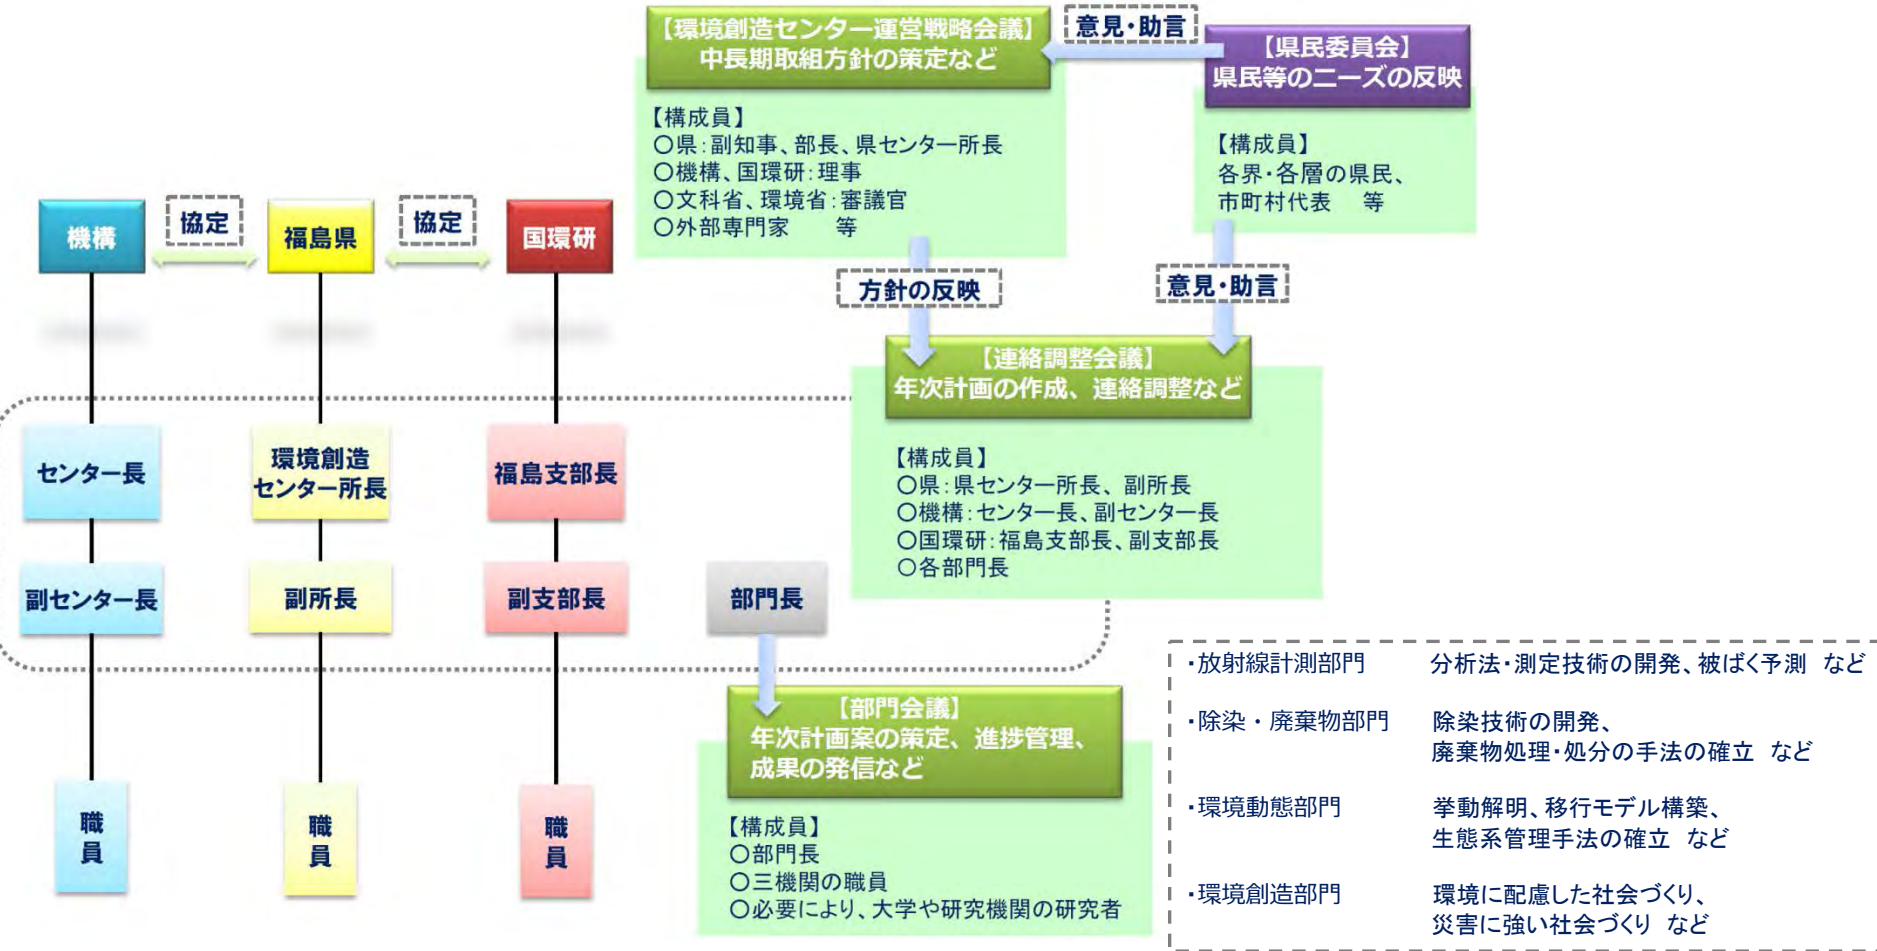 【環境創造センター運営戦略会議】
中長期取組方針の策定など
意見・助言
【県民委員会】
県民等のニーズの反映
【構成員】
〇県：副知事、部長、県センター所長
〇機構、国環研：理事
〇文科省、環境省：審議官
〇外部専門家　　等
【構成員】
各界・各層の県民、
市町村代表　等
機構
協定
福島県
協定
国環研
方針の反映
意見・助言
【連絡調整会議】
年次計画の作成、連絡調整など
【構成員】
〇県：県センター所長、副所長
〇機構：センター長、副センター長
〇国環研：福島支部長、副支部長
〇各部門長
センター長
環境創造
センター所長
福島支部長
副センター長
副所長
副支部長
部門長
【部門会議】
年次計画案の策定、進捗管理、
成果の発信など
【構成員】
〇部門長
〇三機関の職員
〇必要により、大学や研究機関の研究者
職員
職員
職員
・放射線計測部門　分析法・測定技術の開発、被ばく予測 など
・除染・廃棄物部門　除染技術の開発、
廃棄物処理・処分の手法の確立 など
・環境動態部門　挙動解明、移行モデル構築、
生態系管理手法の確立 など
・環境創造部門　環境に配慮した社会づくり、
災害に強い社会づくり など